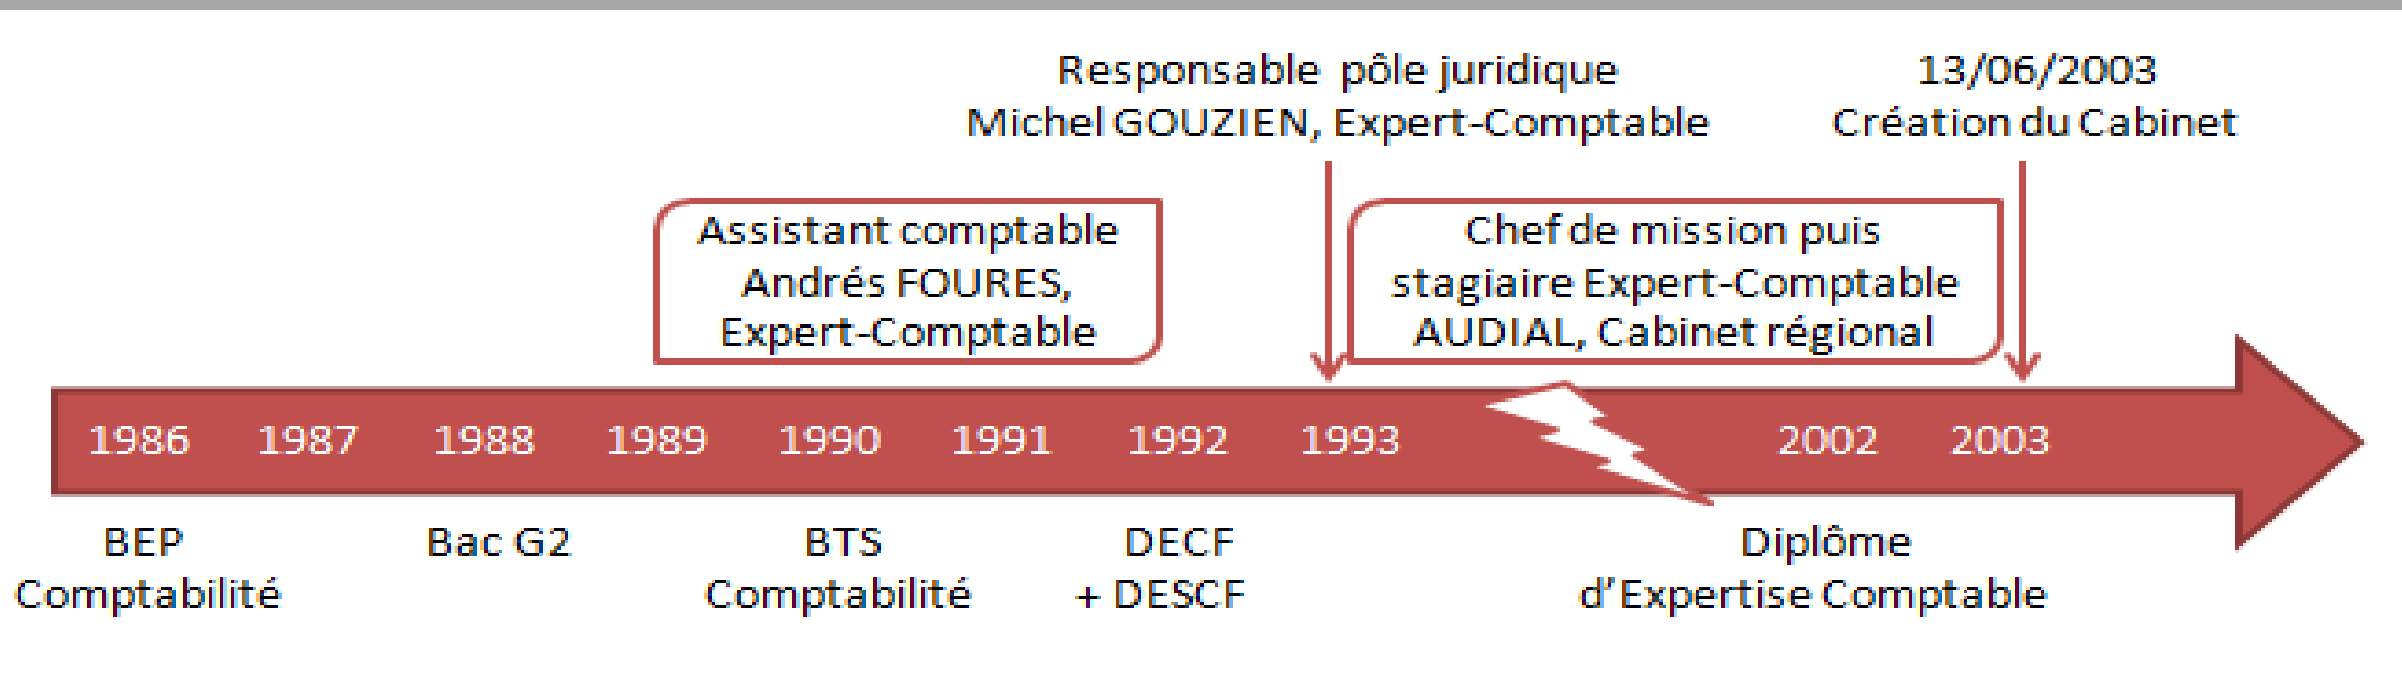 Responsable pôle juridique
Michel GOUZIEN, Expert-Comptable
13/06/2003
Création du Cabinet
Assistant comptable
Andrés FOURES,
Expert-Comptable
Chef de mission puis
stagiaire Expert-Comptable
AUDIAL, Cabinet régional
1986 1987 1988 1989 1990 1991 1992 1993 2002 2003
BEP
Comptabilité
Bac G2
BTS
Comptabilité
DECF
+ DESCF
Diplôme
d'Expertise Comptable